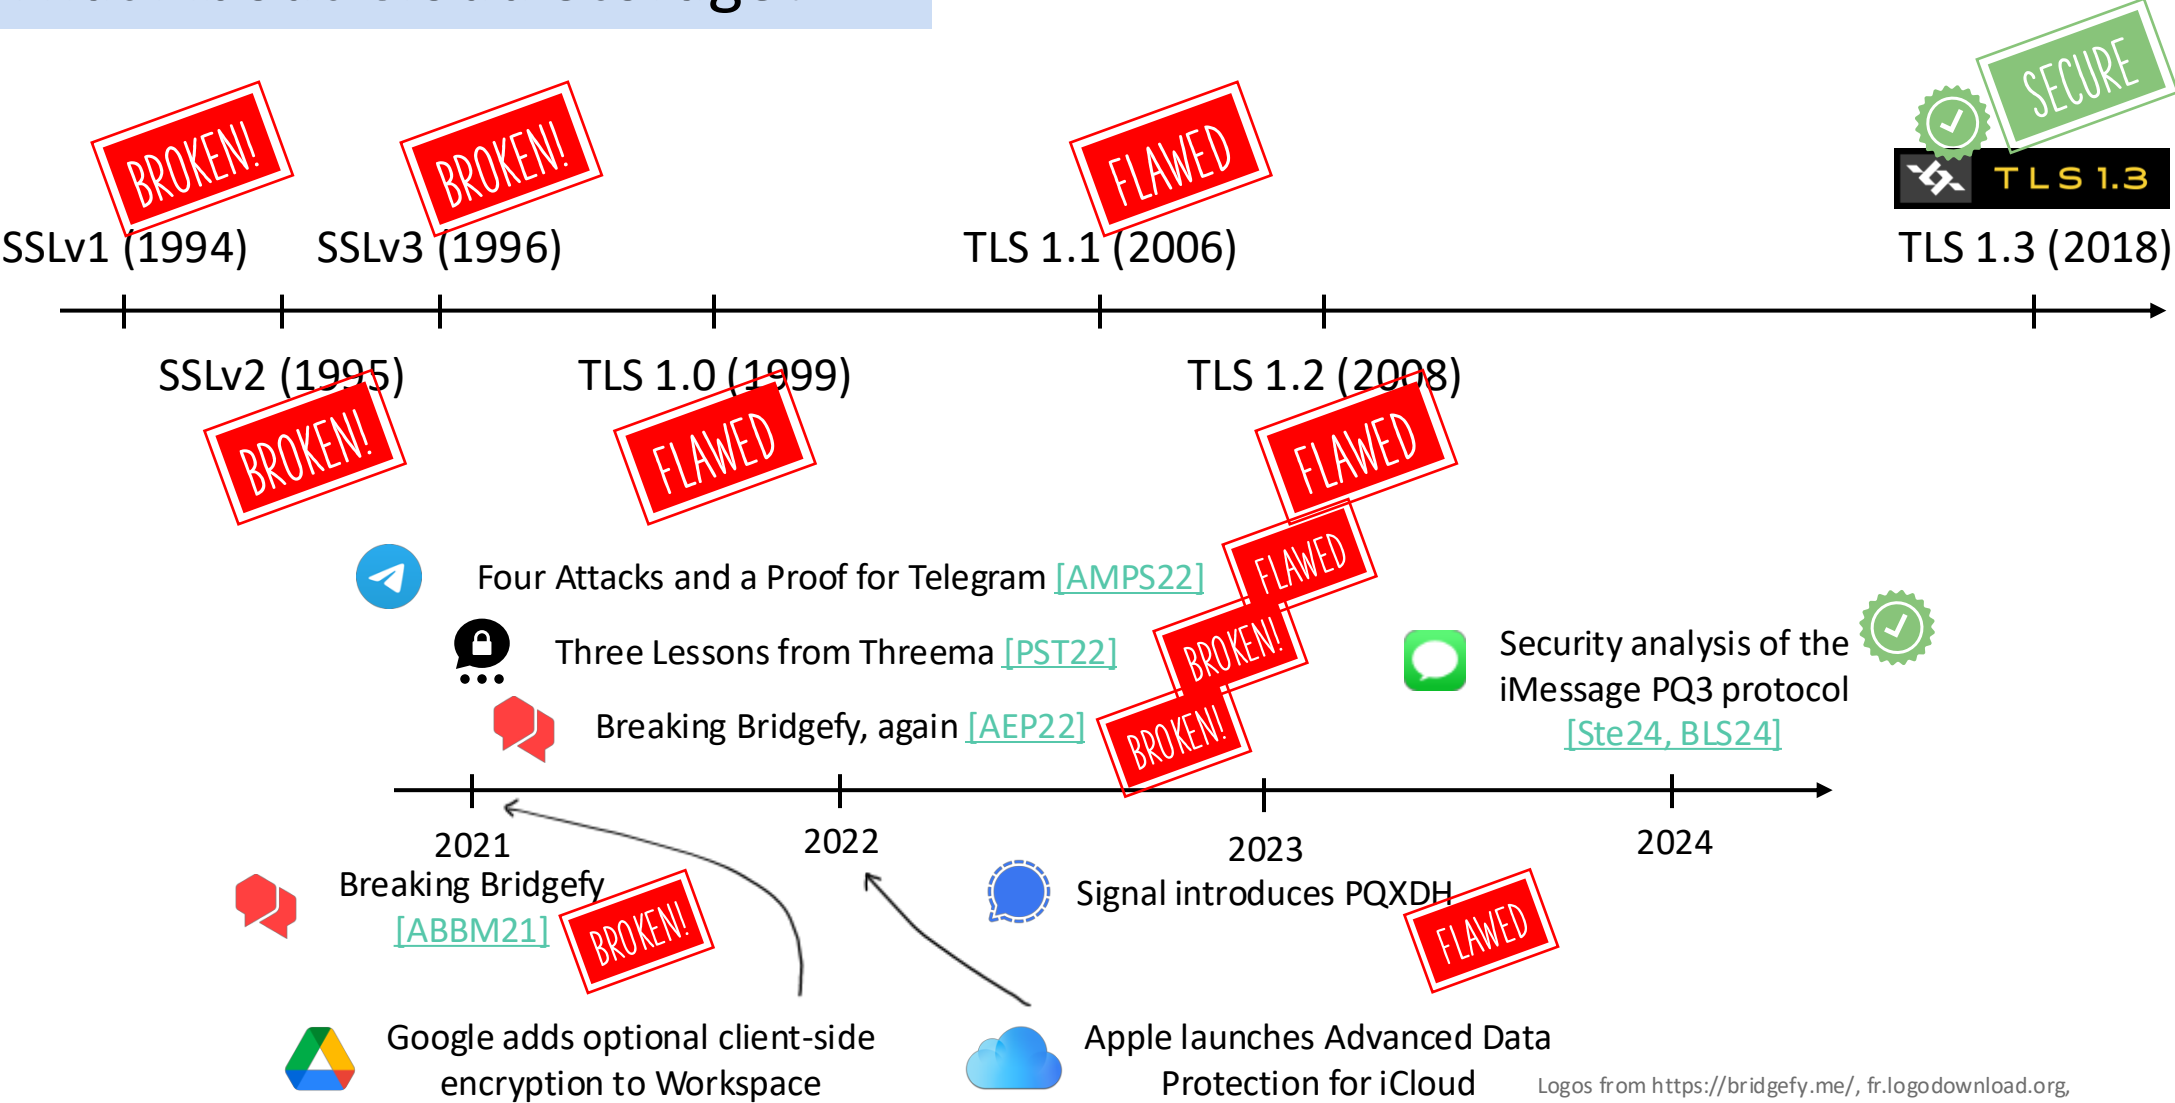 SECURE
BROKEN!
BROKEN!
FLAWED
TLS 1.3
SSLv1 (1994)
SSLv3 (1996)
TLS 1.1 (2006)
TLS 1.3 (2018)
SSLv2 (1995)
TLS 1.0 (1999)
TLS 1.2 (2008)
BROKEN!
FLAWED
FLAWED
Four Attacks and a Proof for Telegram [AMPS22]
FLAWED
Three Lessons from Threema [PST22]
BROKEN!
Breaking Bridgefy, again [AEP22]
BROKEN!
Security analysis of the
iMessage PQ3 protocol
[Ste24, BLS24]
2021
2022
2023
2024
Breaking Bridgefy
[ABBM21]
BROKEN!
Signal introduces PQXDH
FLAWED
Google adds optional client-side
encryption to Workspace
Apple launches Advanced Data
Protection for iCloud
Logos from https://bridgefy.me/, fr.logodownload.org,